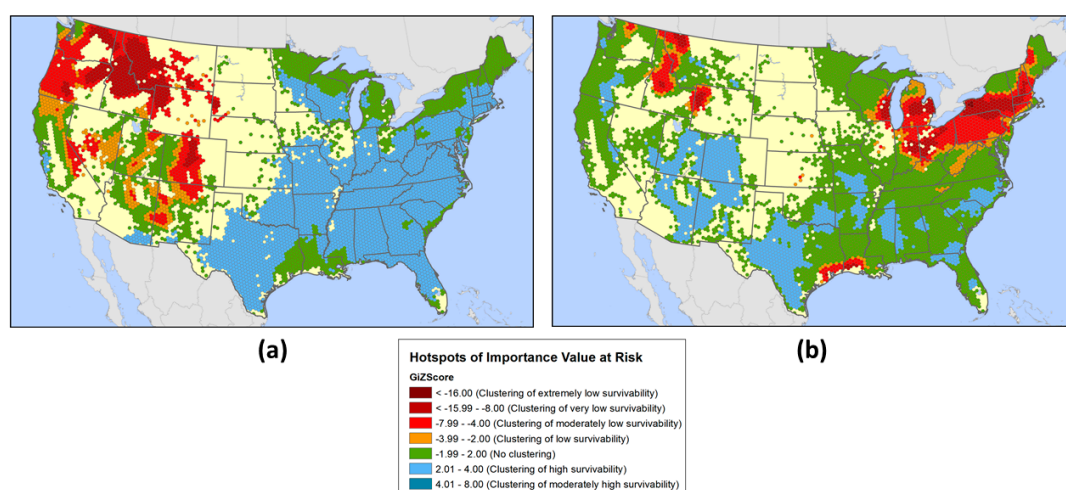 (a)
(b)
Hotspots of Importance Value at Risk
GiZScore
< -16.00 (Clustering of extremely low survivability)
< -15.99 - -8.00 (Clustering of very low survivability)
-7.99 - -4.00 (Clustering of moderately low survivability)
-3.99 - -2.00 (Clustering of low survivability)
-1.99 - 2.00 (No clustering)
2.01 - 4.00 (Clustering of high survivability)
4.01 - 8.00 (Clustering of moderately high survivability)